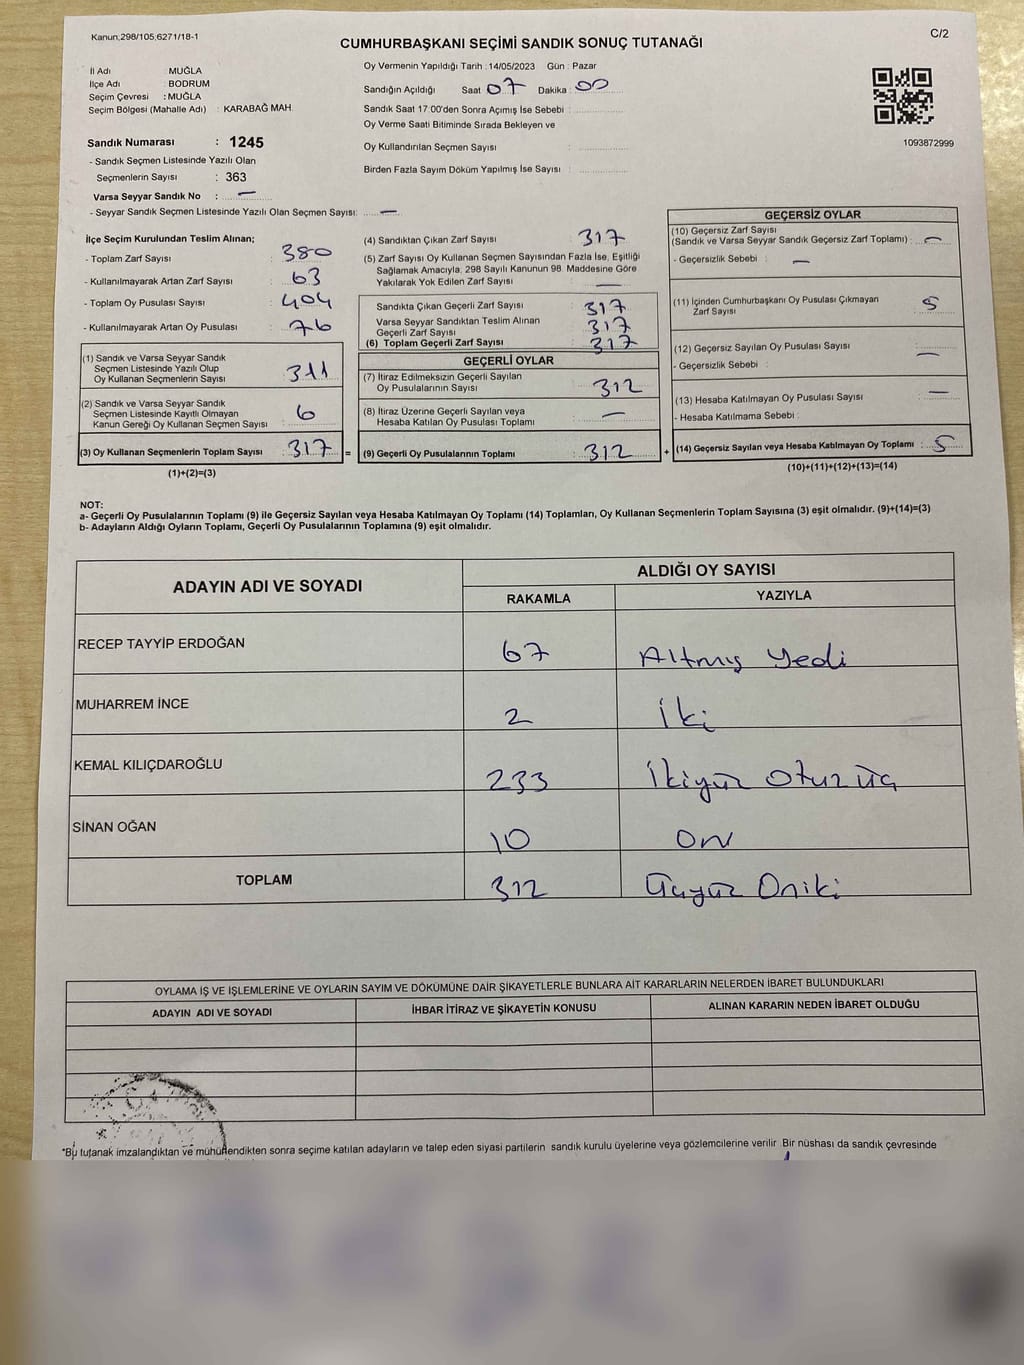 Kanun,298/105,6271/18-1
C/2
CUMHURBAŞKANI SEÇİMİ SANDIK SONUÇ TUTANAĞI
İl Adı : MUĞLA
İlçe Adı : BODRUM
Seçim Çevresi : MUĞLA
Seçim Bölgesi (Mahalle Adı) : KARABAĞ MAH.
Sandık Numarası : 1245
- Sandık Seçmen Listesinde Yazılı Olan
Seçmenlerin Sayısı : 363
Varsa Seyyar Sandık No : —
- Seyyar Sandık Seçmen Listesinde Yazılı Olan Seçmen Sayısı: —
Oy Vermenin Yapıldığı Tarih : 14/05/2023 Gün : Pazar
Sandığın Açıldığı Saat 07 Dakika : 00
Sandık Saat 17.00'den Sonra Açımış İse Sebebi :
Oy Verme Saati Bitiminde Sırada Bekleyen ve
Oy Kullandırılan Seçmen Sayısı :
Birden Fazla Sayım Döküm Yapılmış İse Sayısı :
1093872999
İlçe Seçim Kurulundan Teslim Alınan;
- Toplam Zarf Sayısı : 380
- Kullanılmayarak Artan Zarf Sayısı : 63
- Toplam Oy Pusulası Sayısı : 404
- Kullanılmayarak Artan Oy Pusulası : 76
(1) Sandık ve Varsa Seyyar Sandık
Seçmen Listesinde Yazılı Olup
Oy Kullanan Seçmenlerin Sayısı : 311
(2) Sandık ve Varsa Seyyar Sandık
Seçmen Listesinde Kayıtlı Olmayan
Kanun Gereği Oy Kullanan Seçmen Sayısı : 6
(3) Oy Kullanan Seçmenlerin Toplam Sayısı : 317 =
(1)+(2)=(3)
(4) Sandıktan Çıkan Zarf Sayısı : 317
(5) Zarf Sayısı Oy Kullanan Seçmen Sayısından Fazla İse, Eşitliği
Sağlamak Amacıyla, 298 Sayılı Kanunun 98. Maddesine Göre
Yakılarak Yok Edilen Zarf Sayısı : —
Sandıkta Çıkan Geçerli Zarf Sayısı : 317
Varsa Seyyar Sandıktan Teslim Alınan
Geçerli Zarf Sayısı : 317
(6) Toplam Geçerli Zarf Sayısı : 317
GEÇERLİ OYLAR
(7) İtiraz Edilmeksizin Geçerli Sayılan
Oy Pusulalarının Sayısı : 312
(8) İtiraz Üzerine Geçerli Sayılan veya
Hesaba Katılan Oy Pusulası Toplamı : —
(9) Geçerli Oy Pusulalarının Toplamı : 312 +
GEÇERSİZ OYLAR
(10) Geçersiz Zarf Sayısı
(Sandık ve Varsa Seyyar Sandık Geçersiz Zarf Toplamı) : —
- Geçersizlik Sebebi : —
(11) İçinden Cumhurbaşkanı Oy Pusulası Çıkmayan
Zarf Sayısı : 5
(12) Geçersiz Sayılan Oy Pusulası Sayısı : —
- Geçersizlik Sebebi :
(13) Hesaba Katılmayan Oy Pusulası Sayısı : —
- Hesaba Katılmama Sebebi :
(14) Geçersiz Sayılan veya Hesaba Katılmayan Oy Toplamı : 5
(10)+(11)+(12)+(13)=(14)
NOT:
a- Geçerli Oy Pusulalarının Toplamı (9) ile Geçersiz Sayılan veya Hesaba Katılmayan Oy Toplamı (14) Toplamları, Oy Kullanan Seçmenlerin Toplam Sayısına (3) eşit olmalıdır. (9)+(14)=(3)
b- Adayların Aldığı Oyların Toplamı, Geçerli Oy Pusulalarının Toplamına (9) eşit olmalıdır.
ADAYIN ADI VE SOYADI
ALDIĞI OY SAYISI
RAKAMLA YAZIYLA
RECEP TAYYİP ERDOĞAN 67 Altmış Yedi
MUHARREM İNCE 2 İki
KEMAL KILIÇDAROĞLU 233 İkiyüz Otuz üç
SİNAN OĞAN 10 On
TOPLAM 312 Üçyüz Oniki
OYLAMA İŞ VE İŞLEMLERİNE VE OYLARIN SAYIM VE DÖKÜMÜNE DAİR ŞİKAYETLERLE BUNLARA AİT KARARLARIN NELERDEN İBARET BULUNDUKLARI
ADAYIN ADI VE SOYADI İHBAR İTİRAZ VE ŞİKAYETİN KONUSU ALINAN KARARIN NEDEN İBARET OLDUĞU
*Bu tutanak imzalandıktan ve mühürlendikten sonra seçime katılan adayların ve talep eden siyasi partilerin sandık kurulu üyelerine veya gözlemcilerine verilir. Bir nüshası da sandık çevresinde